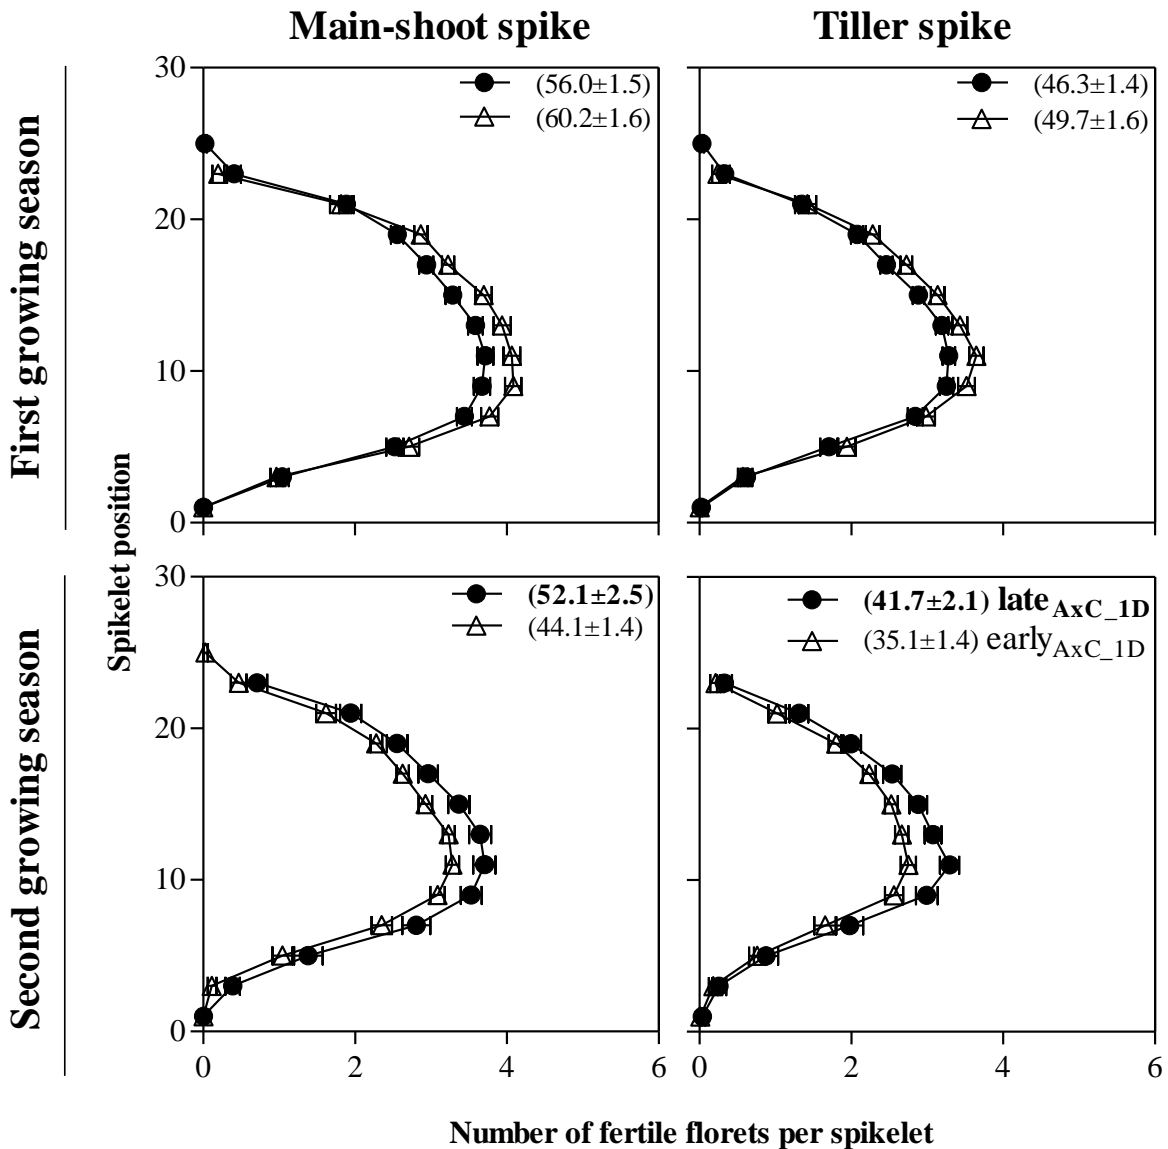 Main-shoot spike
Tiller spike
First growing season
Second growing season
Spikelet position
30
20
10
0
(56.0±1.5)
(60.2±1.6)
(46.3±1.4)
(49.7±1.6)
30
20
10
0
(52.1±2.5)
(44.1±1.4)
(41.7±2.1) late AxC_1D
(35.1±1.4) early AxC_1D
0 2 4 6
0 2 4 6
Number of fertile florets per spikelet